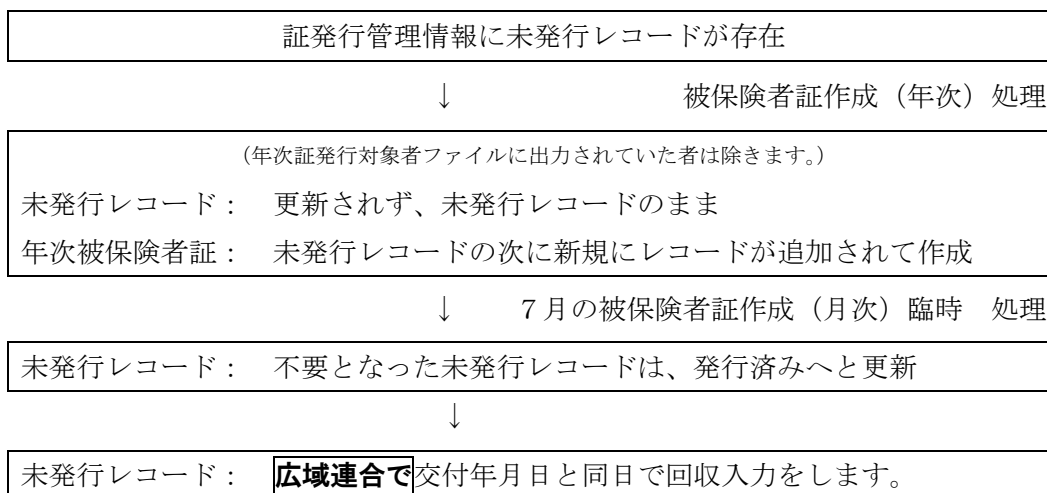 証発行管理情報に未発行レコードが存在
↓ 被保険者証作成（年次）処理
（年次証発行対象者ファイルに出力されていた者は除きます。）
未発行レコード： 更新されず、未発行レコードのまま
年次被保険者証： 未発行レコードの次に新規にレコードが追加されて作成
↓ ７月の被保険者証作成（月次）臨時 処理
未発行レコード： 不要となった未発行レコードは、発行済みへと更新
↓
未発行レコード： 広域連合で交付年月日と同日で回収入力をします。